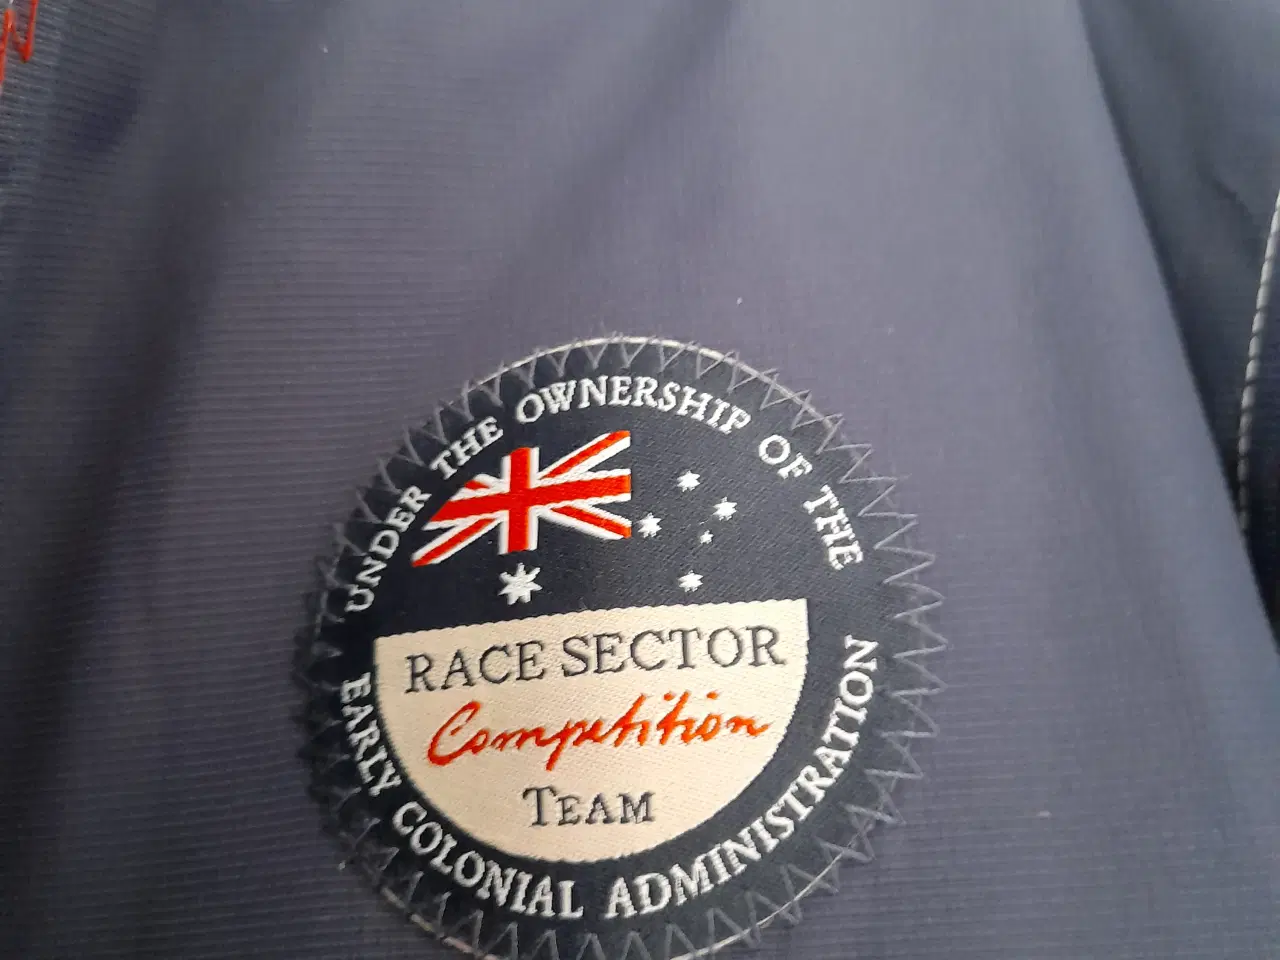 UNDER THE OWNERSHIP OF THE
RACE SECTOR
Competition
TEAM
EARLY COLONIAL ADMINISTRATION